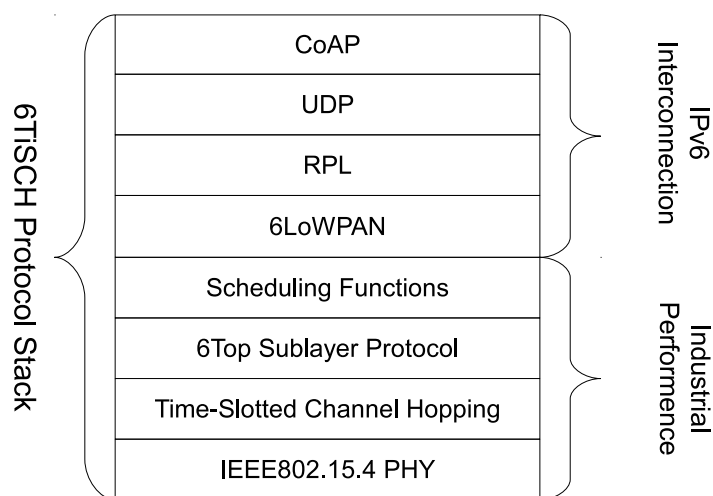 6TiSCH Protocol Stack
CoAP
UDP
RPL
6LoWPAN
Scheduling Functions
6Top Sublayer Protocol
Time-Slotted Channel Hopping
IEEE802.15.4 PHY
IPv6
Interconnection
Industrial
Performence